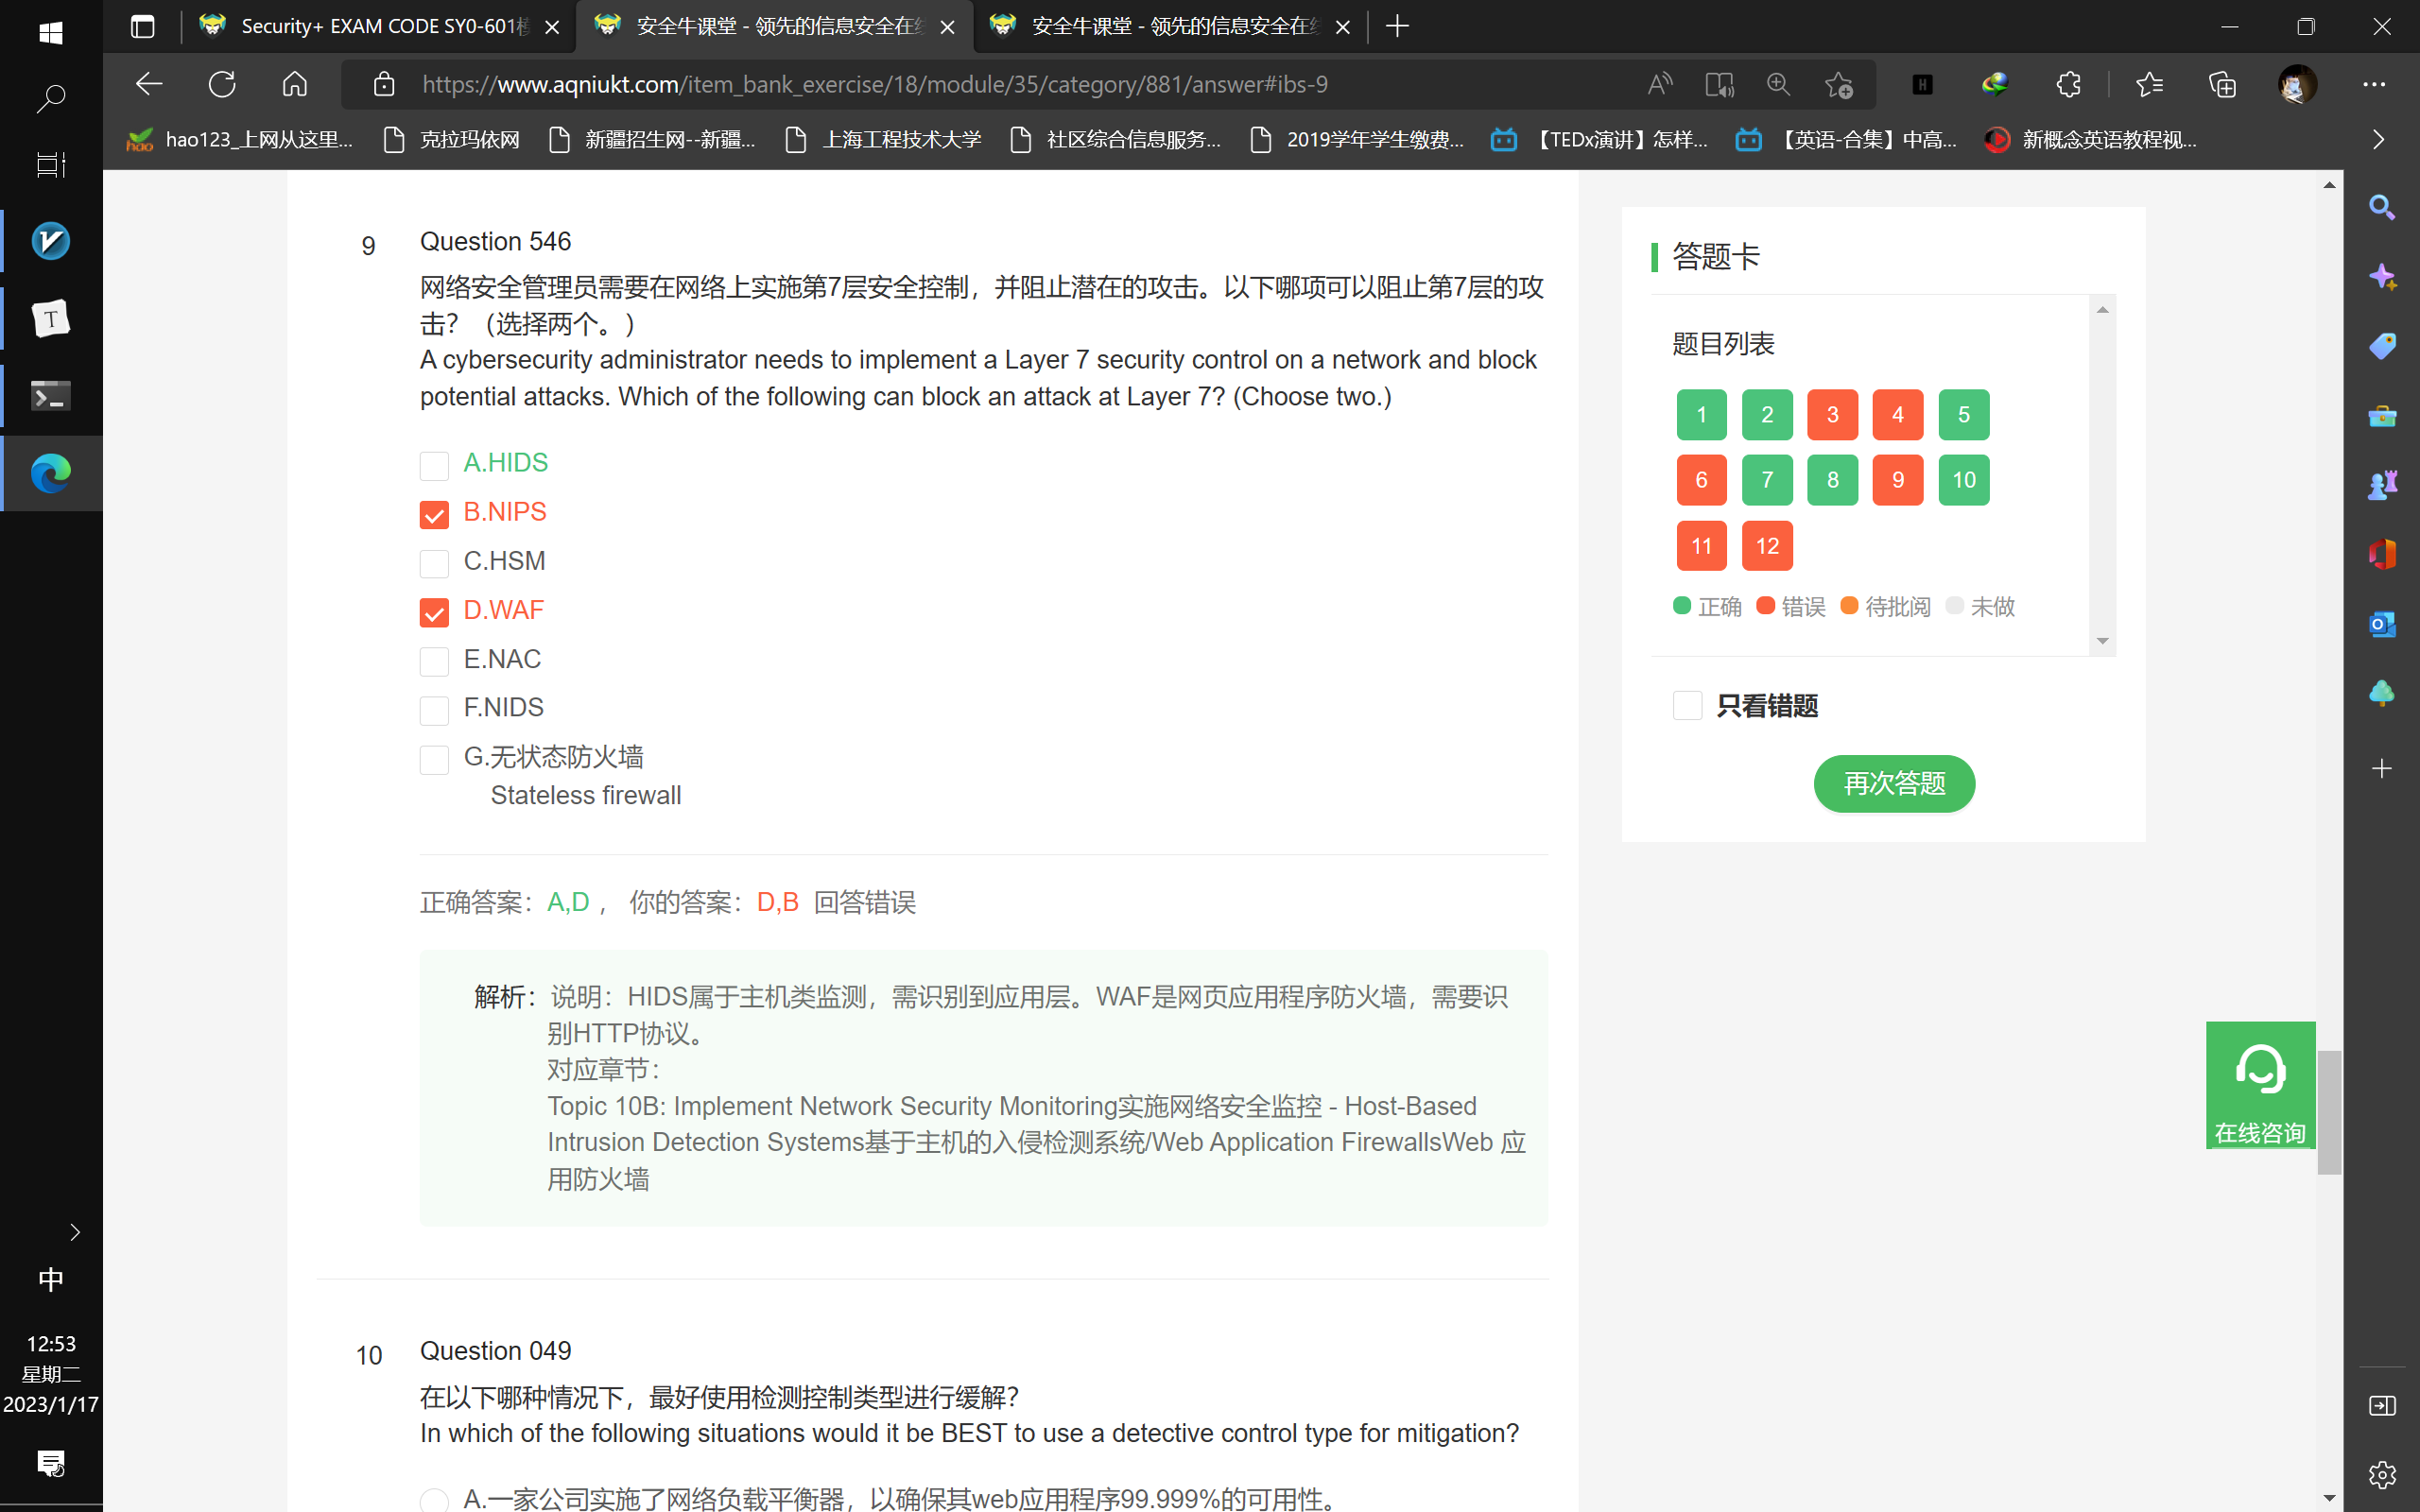 Security+ EXAM CODE SY0-601模
安全牛课堂 - 领先的信息安全在线
安全牛课堂 - 领先的信息安全在线
https://www.aqniukt.com/item_bank_exercise/18/module/35/category/881/answer#ibs-9
hao123_上网从这里...
克拉玛依网
新疆招生网--新疆...
上海工程技术大学
社区综合信息服务...
2019学年学生缴费...
【TEDx演讲】怎样...
【英语-合集】中高...
新概念英语教程视...
9
Question 546
网络安全管理员需要在网络上实施第7层安全控制，并阻止潜在的攻击。以下哪项可以阻止第7层的攻
击？（选择两个。）
A cybersecurity administrator needs to implement a Layer 7 security control on a network and block
potential attacks. Which of the following can block an attack at Layer 7? (Choose two.)
A.HIDS
B.NIPS
C.HSM
D.WAF
E.NAC
F.NIDS
G.无状态防火墙
Stateless firewall
正确答案：A,D ， 你的答案：D,B 回答错误
解析：说明：HIDS属于主机类监测，需识别到应用层。WAF是网页应用程序防火墙，需要识
别HTTP协议。
对应章节：
Topic 10B: Implement Network Security Monitoring实施网络安全监控 - Host-Based
Intrusion Detection Systems基于主机的入侵检测系统/Web Application FirewallsWeb 应
用防火墙
10
Question 049
在以下哪种情况下，最好使用检测控制类型进行缓解？
In which of the following situations would it be BEST to use a detective control type for mitigation?
A.一家公司实施了网络负载平衡器，以确保其web应用程序99.999%的可用性。
答题卡
题目列表
1 2 3 4 5
6 7 8 9 10
11 12
正确 错误 待批阅 未做
只看错题
再次答题
在线咨询
中
12:53
星期二
2023/1/17